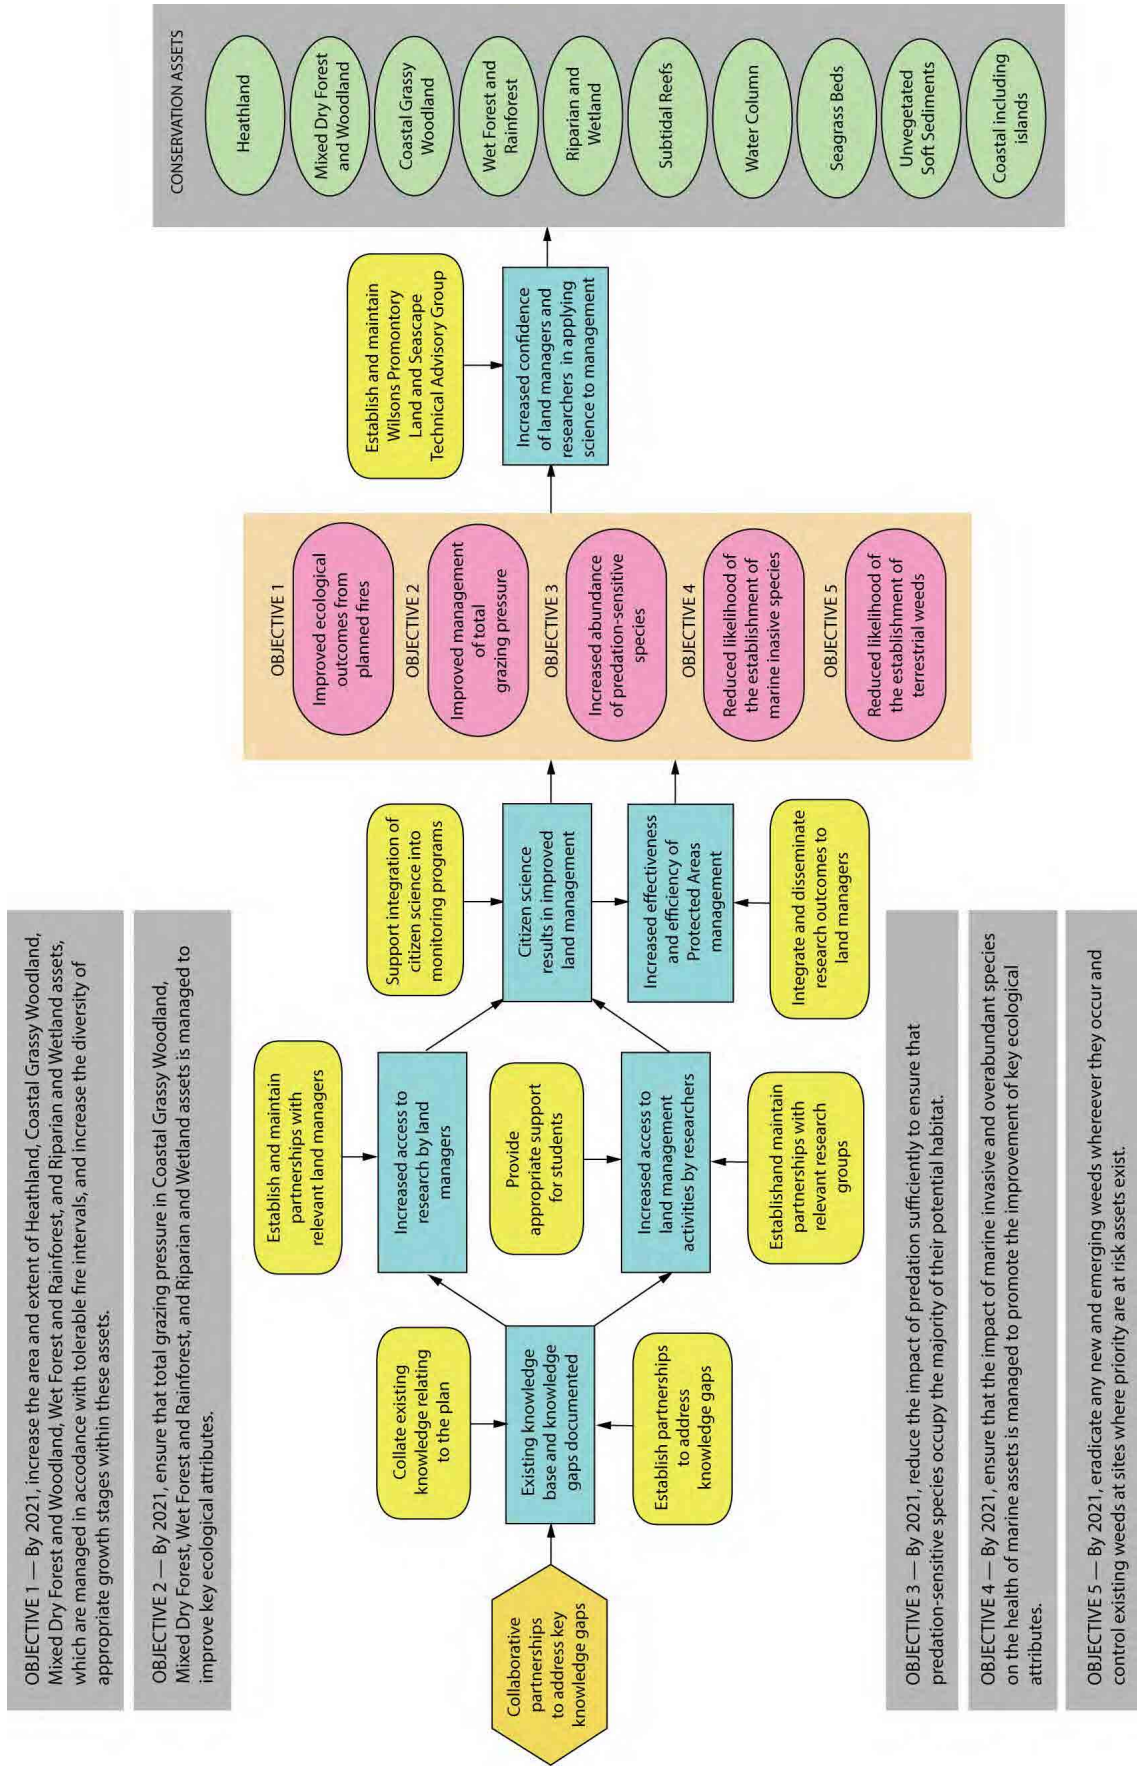 OBJECTIVE 1 — By 2021, increase the area and extent of Heathland, Coastal Grassy Woodland,
Mixed Dry Forest and Woodland, Wet Forest and Rainforest, and Riparian and Wetland assets,
which are managed in accordance with tolerable fire intervals, and increase the diversity of
appropriate growth stages within these assets.
OBJECTIVE 2 — By 2021, ensure that total grazing pressure in Coastal Grassy Woodland,
Mixed Dry Forest, Wet Forest and Rainforest, and Riparian and Wetland assets is managed to
improve key ecological attributes.
Collaborative
partnerships
to address key
knowledge gaps
Collate existing
knowledge relating
to the plan
Existing knowledge
base and knowledge
gaps documented
Establish partnerships
to address
knowledge gaps
Establish and maintain
partnerships with
relevant land managers
Increased access to
research by land
managers
Provide
appropriate support
for students
Increased access to
land management
activities by researchers
Establishand maintain
partnerships with
relevant research
groups
Support integration of
citizen science into
monitoring programs
Citizen science
results in improved
land management
Increased effectiveness
and efficiency of
Protected Areas
management
Integrate and disseminate
research outcomes to
land managers
OBJECTIVE 1
Improved ecological
outcomes from
planned fires
OBJECTIVE 2
Improved management
of total
grazing pressure
OBJECTIVE 3
Increased abundance
of predation-sensitive
species
OBJECTIVE 4
Reduced likelihood of
the establishment of
marine inasive species
OBJECTIVE 5
Reduced likelihood of
the establishment of
terrestrial weeds
Establish and maintain
Wilsons Promontory
Land and Seascape
Technical Advisory Group
Increased confidence
of land managers and
researchers in applying
science to management
CONSERVATION ASSETS
Heathland
Mixed Dry Forest
and Woodland
Coastal Grassy
Woodland
Wet Forest and
Rainforest
Riparian and
Wetland
Subtidal Reefs
Water Column
Seagrass Beds
Unvegetated
Soft Sediments
Coastal including
islands
OBJECTIVE 3 — By 2021, reduce the impact of predation sufficiently to ensure that
predation-sensitive species occupy the majority of their potential habitat.
OBJECTIVE 4 — By 2021, ensure that the impact of marine invasive and overabundant species
on the health of marine assets is managed to promote the improvement of key ecological
attributes.
OBJECTIVE 5 — By 2021, eradicate any new and emerging weeds whereever they occur and
control existing weeds at sites where priority are at risk assets exist.